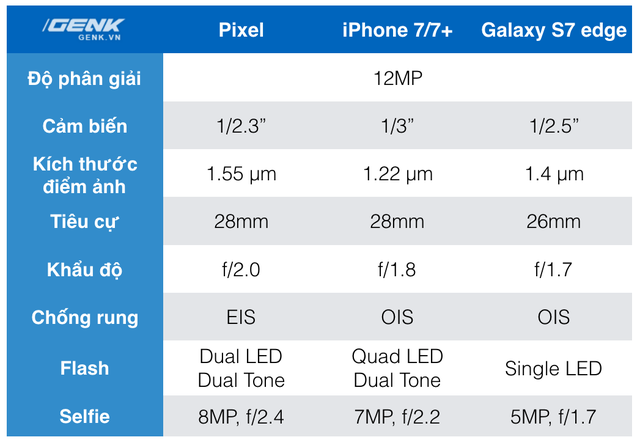 GENK
GENK.VN
Pixel iPhone 7/7+ Galaxy S7 edge
Độ phân giải 12MP
Cảm biến 1/2.3” 1/3” 1/2.5”
Kích thước
điểm ảnh 1.55 μm 1.22 μm 1.4 μm
Tiêu cự 28mm 28mm 26mm
Khẩu độ f/2.0 f/1.8 f/1.7
Chống rung EIS OIS OIS
Flash Dual LED Quad LED Single LED
Dual Tone Dual Tone
Selfie 8MP, f/2.4 7MP, f/2.2 5MP, f/1.7